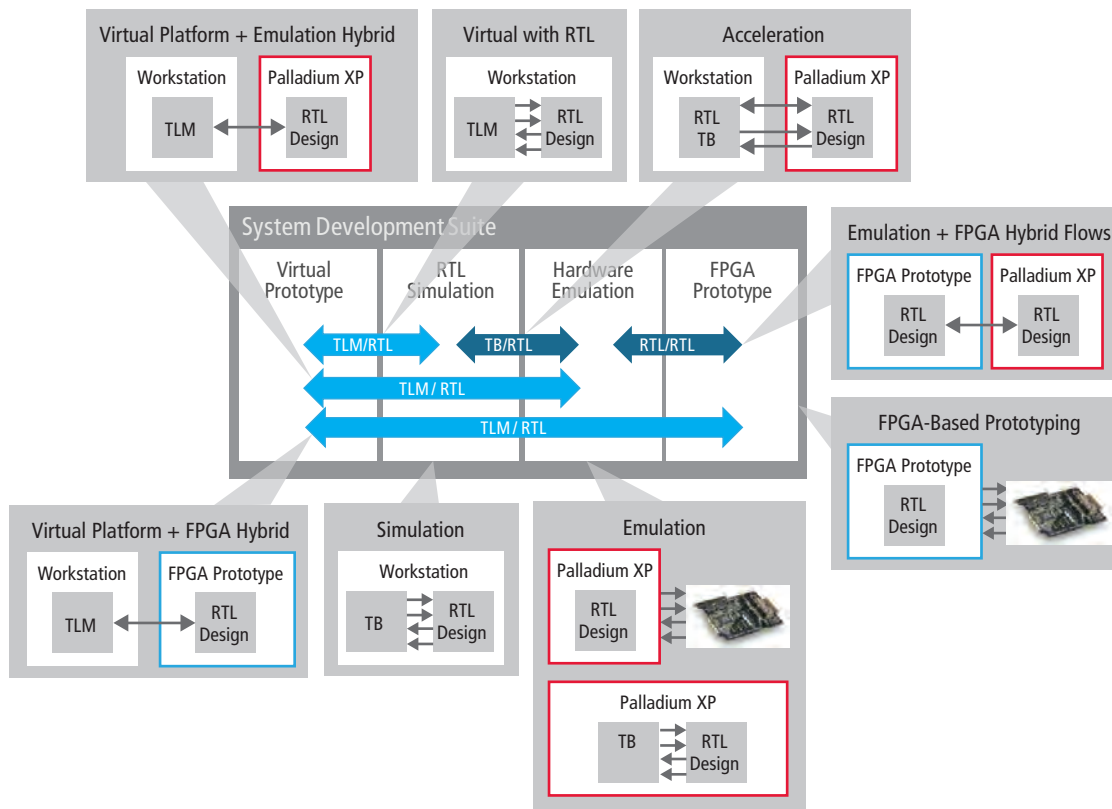 Virtual Platform + Emulation Hybrid
Workstation
Palladium XP
TLM
RTL
Design
Virtual with RTL
Workstation
TLM
RTL
Design
Acceleration
Workstation
Palladium XP
RTL
TB
RTL
Design
System Development Suite
Virtual
Prototype
RTL
Simulation
Hardware
Emulation
FPGA
Prototype
TLM/RTL
TB/RTL
RTL/RTL
TLM / RTL
TLM / RTL
Emulation + FPGA Hybrid Flows
FPGA Prototype
Palladium XP
RTL
Design
RTL
Design
FPGA-Based Prototyping
FPGA Prototype
RTL
Design
Virtual Platform + FPGA Hybrid
Workstation
FPGA Prototype
TLM
RTL
Design
Simulation
Workstation
TB
RTL
Design
Emulation
Palladium XP
RTL
Design
Palladium XP
TB
RTL
Design